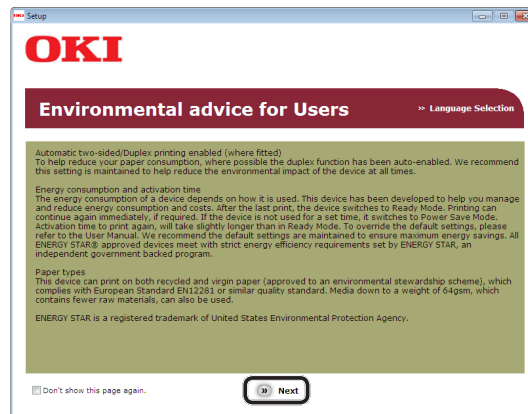 OKI Setup
OKI
Environmental advice for Users
» Language Selection
Automatic two-sided/Duplex printing enabled (where fitted)
To help reduce your paper consumption, where possible the duplex function has been auto-enabled. We recommend
this setting is maintained to help reduce the environmental impact of the device at all times.
Energy consumption and activation time
The energy consumption of a device depends on how it is used. This device has been developed to help you manage
and reduce energy consumption and costs. After the last print, the device switches to Ready Mode. Printing can
continue again immediately, if required. If the device is not used for a set time, it switches to Power Save Mode.
Activation time to print again, will take slightly longer than in Ready Mode. To override the default settings, please
refer to the User Manual. We recommend the default settings are maintained to ensure maximum energy savings. All
ENERGY STAR® approved devices meet with strict energy efficiency requirements set by ENERGY STAR, an
independent government backed program.
Paper types
This device can print on both recycled and virgin paper (approved to an environmental stewardship scheme), which
complies with European Standard EN12281 or similar quality standard. Media down to a weight of 64gsm, which
contains fewer raw materials, can also be used.
ENERGY STAR is a registered trademark of United States Environmental Protection Agency.
Don't show this page again.
» Next